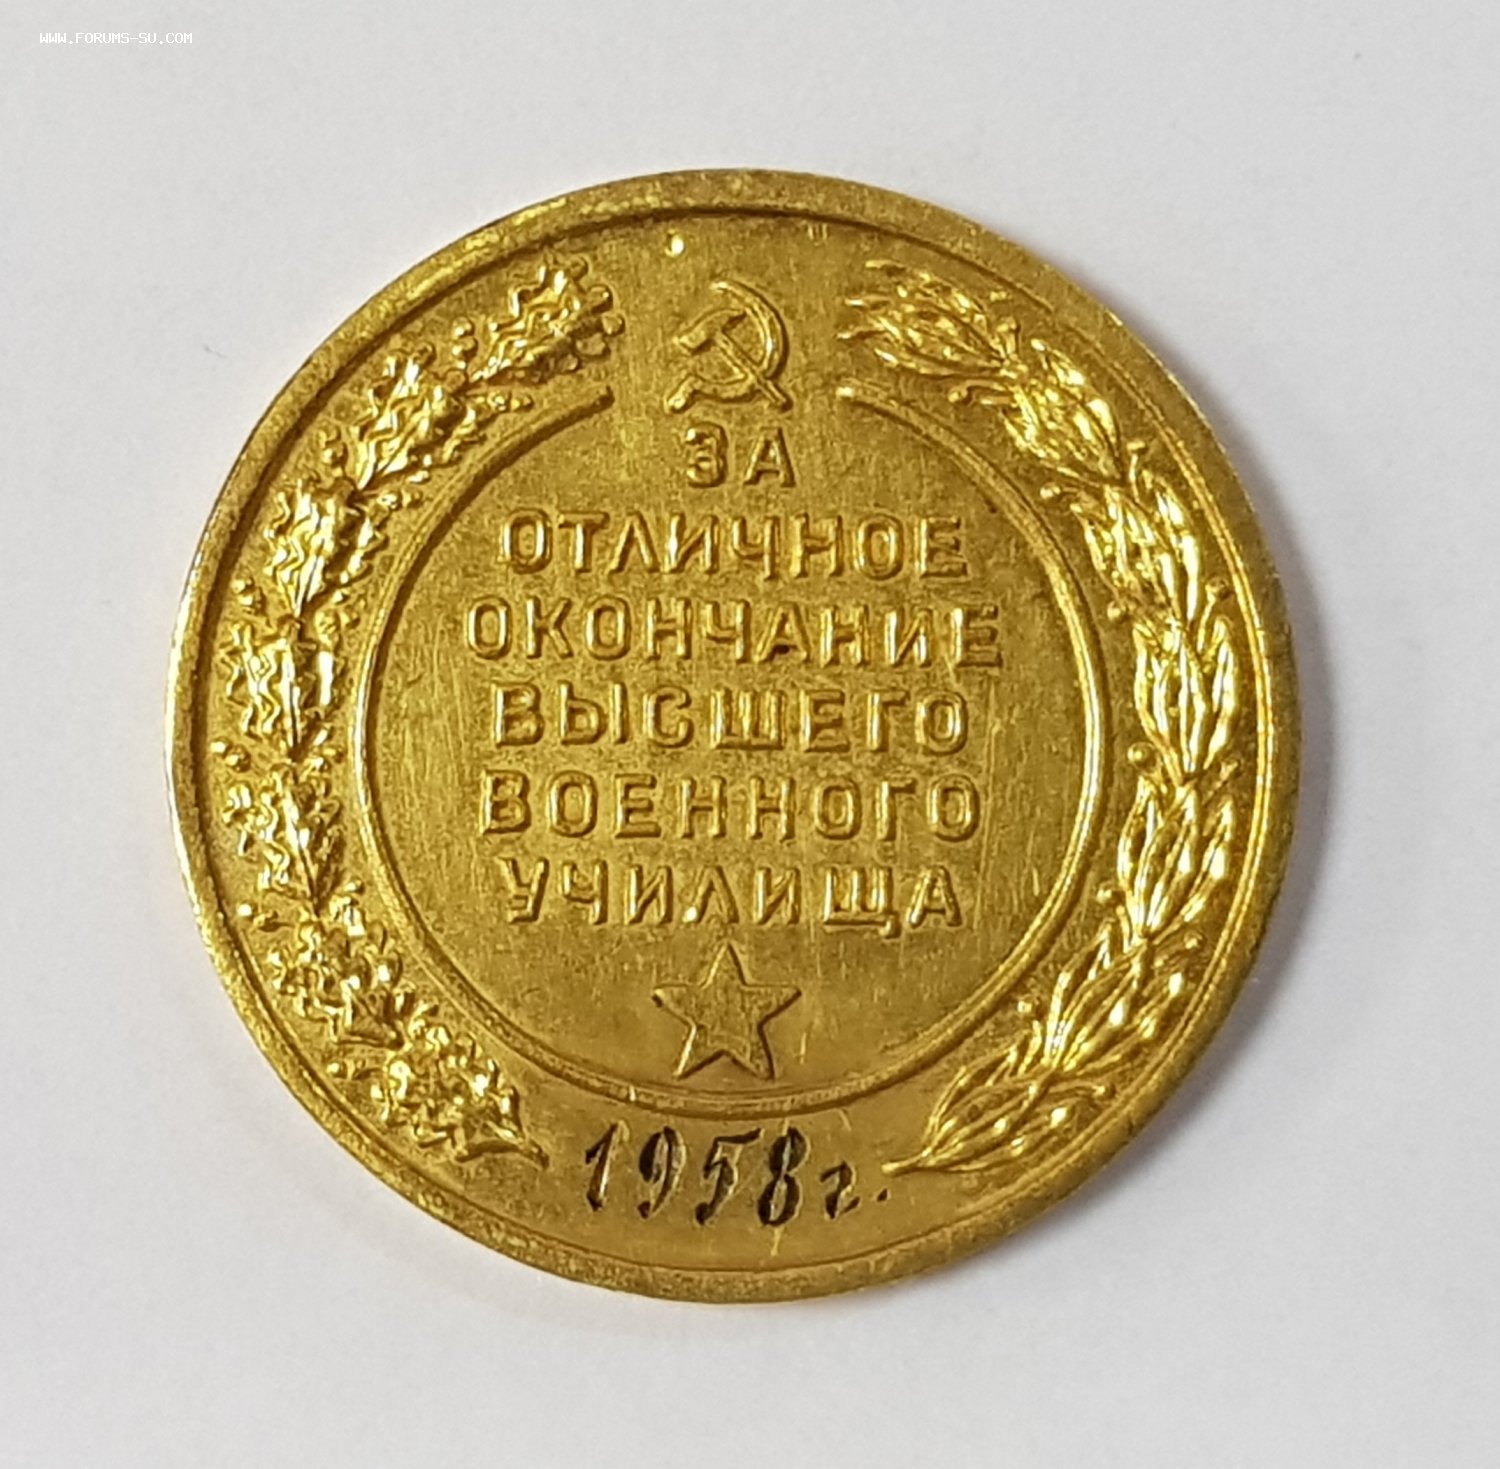 WWW.FORUMS-SU.COM
ЗА
ОТЛИЧНОЕ
ОКОНЧАНИЕ
ВЫСШЕГО
ВОЕННОГО
УЧИЛИЩА
1958г.